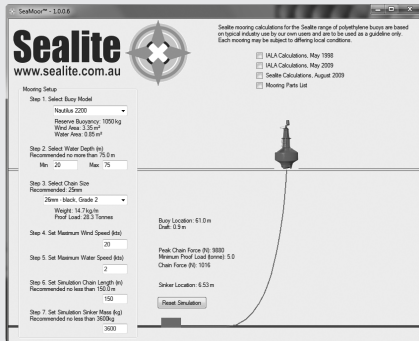 SeaMoor™ - 1.0.0.6
Sealite
www.sealite.com.au
Sealite mooring calculations for the Sealite range of polyethylene buoys are based
on typical industry use by our own users and are to be used as a guideline only.
Each mooring may be subject to differing local conditions.
IALA Calculations, May 1998
IALA Calculations, May 2009
Sealite Calculations, August 2009
Mooring Parts List
Mooring Setup
Step 1. Select Buoy Model
Nautilus 2200
Reserve Buoyancy: 1050 kg
Wind Area: 3.35 m²
Water Area: 0.85 m²
Step 2. Select Water Depth (m)
Recommended no more than 75.0 m
Min 20 Max 75
Step 3. Select Chain Size
Recommended: 25mm
26mm - black, Grade 2
Weight: 14.7 kg/m
Proof Load: 28.3 Tonnes
Step 4. Set Maximum Wind Speed (kts)
20
Step 5. Set Maximum Water Speed (kts)
2
Step 6. Set Simulation Chain Length (m)
Recommended no less than 150.0 m
150
Step 7. Set Simulation Sinker Mass (kg)
Recommended no less than 3600kg
3600
Buoy Location: 61.0 m
Draft: 0.9 m
Peak Chain Force (N): 9880
Minimum Proof Load (tonne): 5.0
Chain Force (N): 1016
Sinker Location: 6.53 m
Reset Simulation